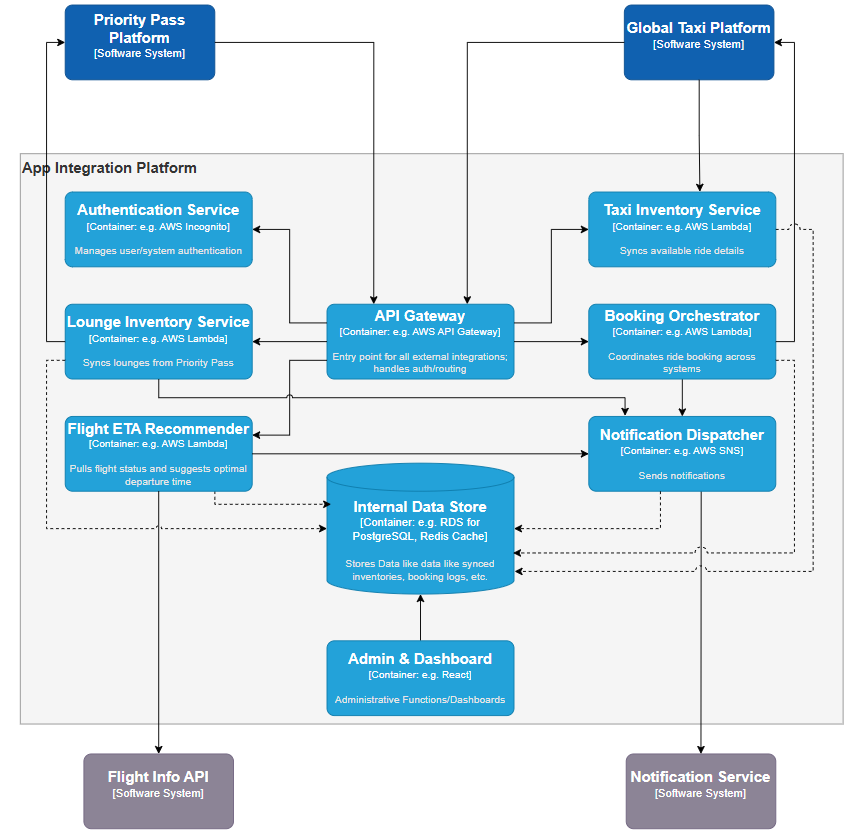 Priority Pass
Platform
[Software System]
Global Taxi Platform
[Software System]
App Integration Platform
Authentication Service
[Container: e.g. AWS Incognito]
Manages user/system authentication
Taxi Inventory Service
[Container: e.g. AWS Lambda]
Syncs available ride details
Lounge Inventory Service
[Container: e.g. AWS Lambda]
Syncs lounges from Priority Pass
API Gateway
[Container: e.g. AWS API Gateway]
Entry point for all external integrations;
handles auth/routing
Booking Orchestrator
[Container: e.g. AWS Lambda]
Coordinates ride booking across
systems
Flight ETA Recommender
[Container: e.g. AWS Lambda]
Pulls flight status and suggests optimal
departure time
Notification Dispatcher
[Container: e.g. AWS SNS]
Sends notifications
Internal Data Store
[Container: e.g. RDS for
PostgreSQL, Redis Cache]
Stores Data like data like synced
inventories, booking logs, etc.
Admin & Dashboard
[Container: e.g. React]
Administrative Functions/Dashboards
Flight Info API
[Software System]
Notification Service
[Software System]